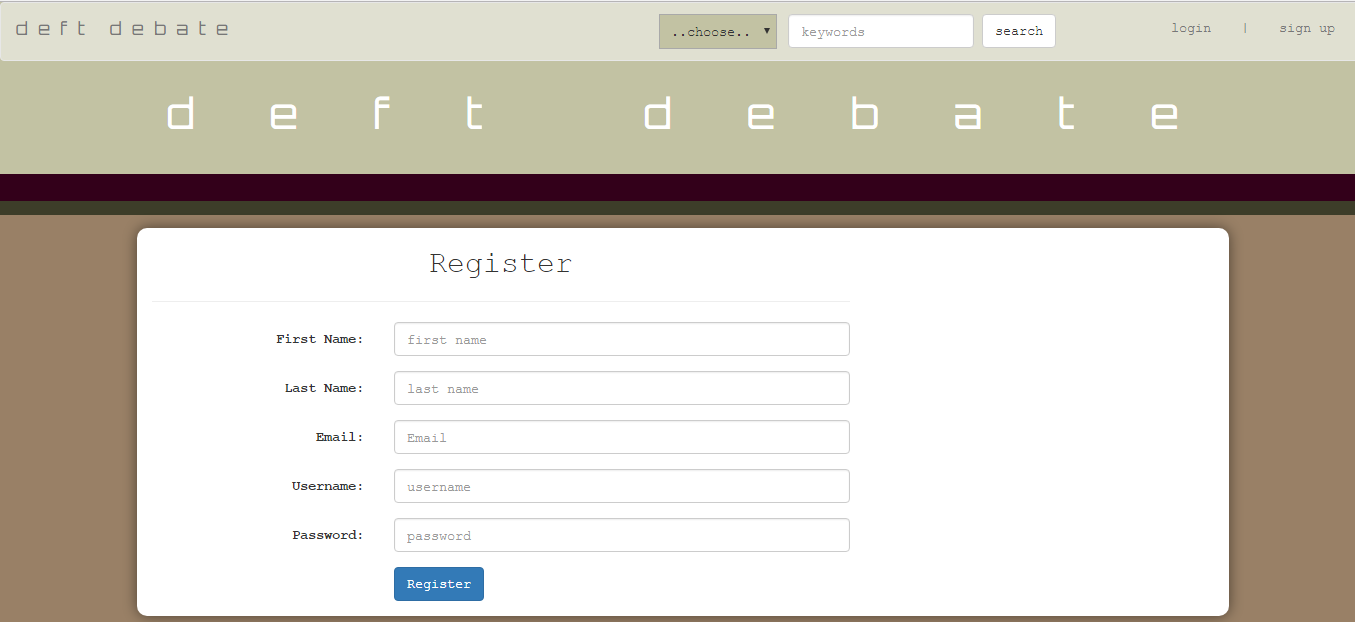 deft debate ..choose.. keywords search login | sign up
deft debate
Register
First Name: first name
Last Name: last name
Email: Email
Username: username
Password: password
Register